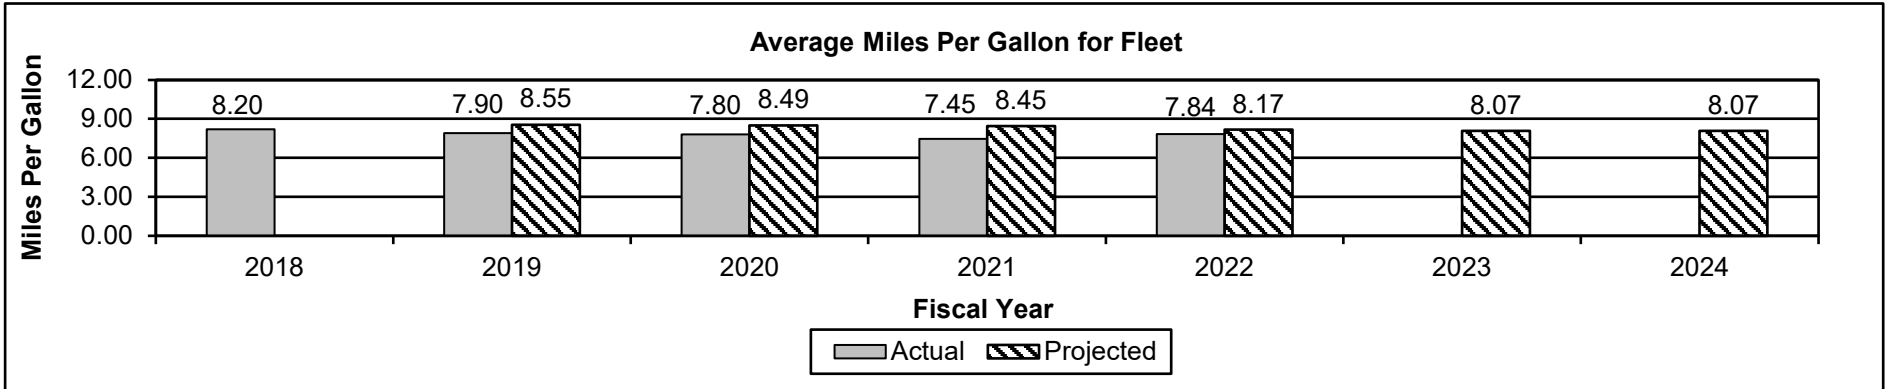 Average Miles Per Gallon for Fleet
Miles Per Gallon
12.00
9.00
6.00
3.00
0.00
8.20
7.90 8.55
7.80 8.49
7.45 8.45
7.84 8.17
8.07
8.07
2018 2019 2020 2021 2022 2023 2024
Fiscal Year
Actual Projected